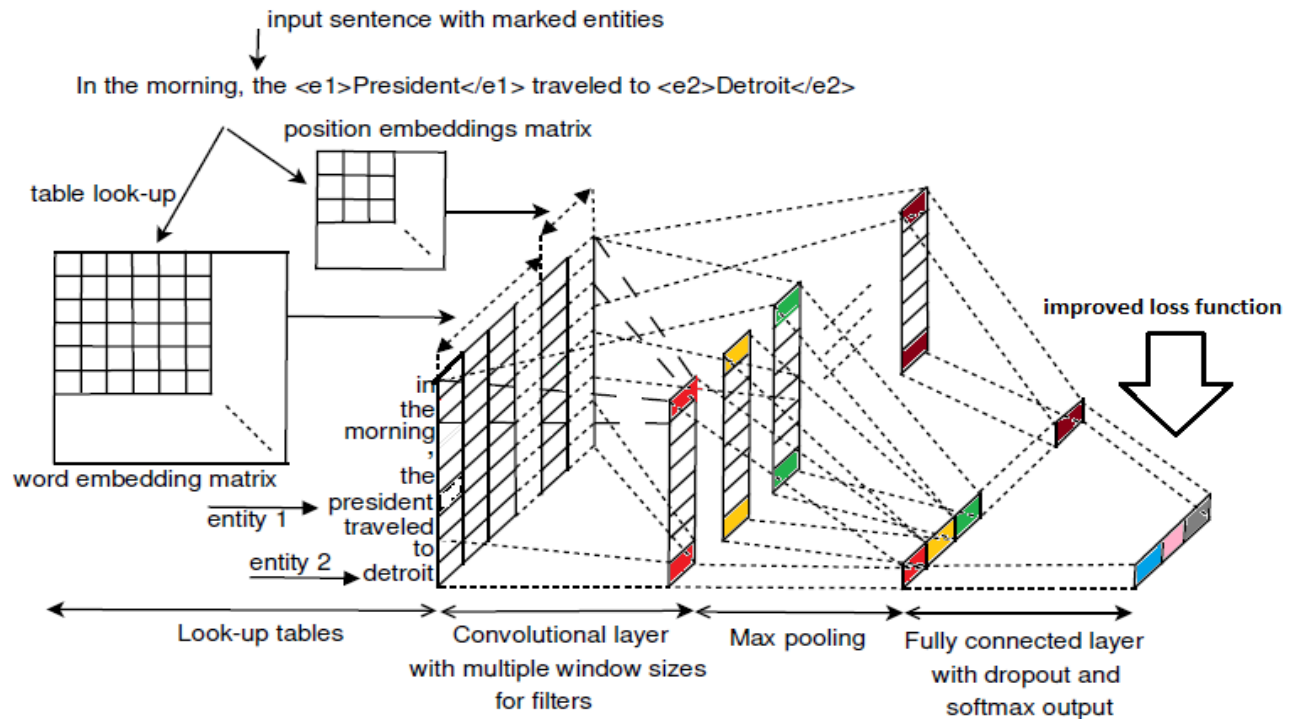 input sentence with marked entities
In the morning, the <e1>President</e1> traveled to <e2>Detroit</e2>
position embeddings matrix
table look-up
word embedding matrix
improved loss function
in
the
morning
,
the
president
traveled
to
detroit
entity 1
entity 2
Look-up tables
Convolutional layer
with multiple window sizes
for filters
Max pooling
Fully connected layer
with dropout and
softmax output